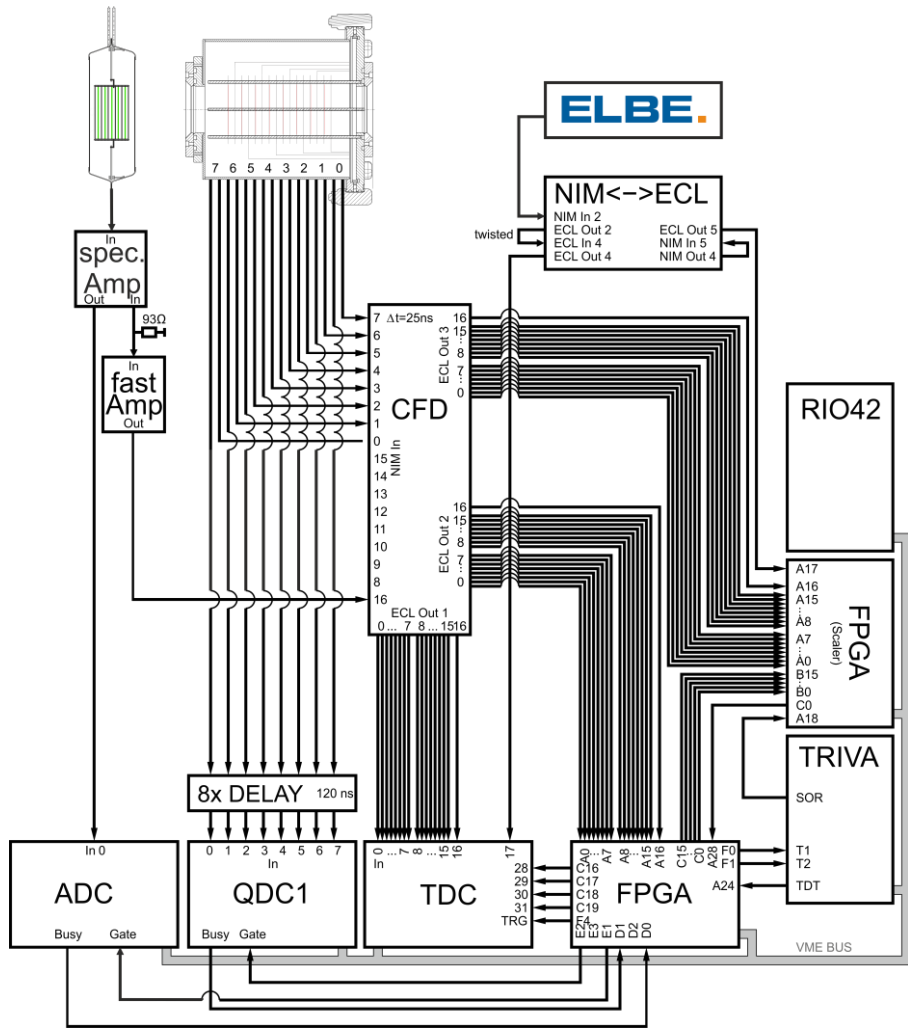 ELBE.
7 6 5 4 3 2 1 0
NIM<->ECL
NIM In 2
ECL Out 2
ECL In 4
ECL Out 4
ECL Out 5
NIM In 5
NIM Out 4
twisted
In
spec.
Amp
Out In
93Ω
In
fast
Amp
Out
7 Δt=25ns
6
5
4
3
2
1
0
15
14
13
12
11
10
9
8
16
NIM In
CFD
16
15
...
8
7
...
0
ECL Out 3
16
15
...
8
7
...
0
ECL Out 2
ECL Out 1
0 ... 7 8 ... 15 16
RIO42
A17
A16
A15
...
A8
A7
...
A0
B15
...
B0
C0
A18
FPGA
(Scaler)
TRIVA
SOR
T1
T2
TDT
8x DELAY 120 ns
In 0
ADC
Busy Gate
0 1 2 3 4 5 6 7
In
QDC1
Busy Gate
0 ... 7 8 ... 15 16 17
In
TDC
28
29
30
31
TRG
A0 ... A7 A8 ... A15 A16 C15 ... C0 A28
C16
C17
C18
C19
F4
FPGA
F0
F1
A24
E2 E3 E1 D1 D2 D0
VME BUS